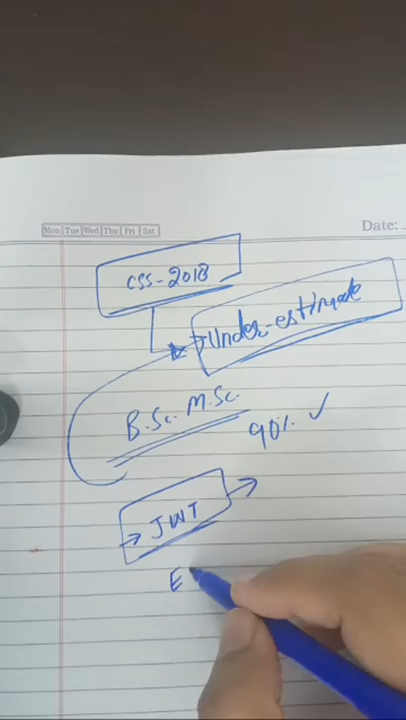 Mon Tue Wed Thu Fri Sat
Date:
CSS-2018
Under-estimate
B.Sc. M.Sc.
90%. ✓
JWT
E